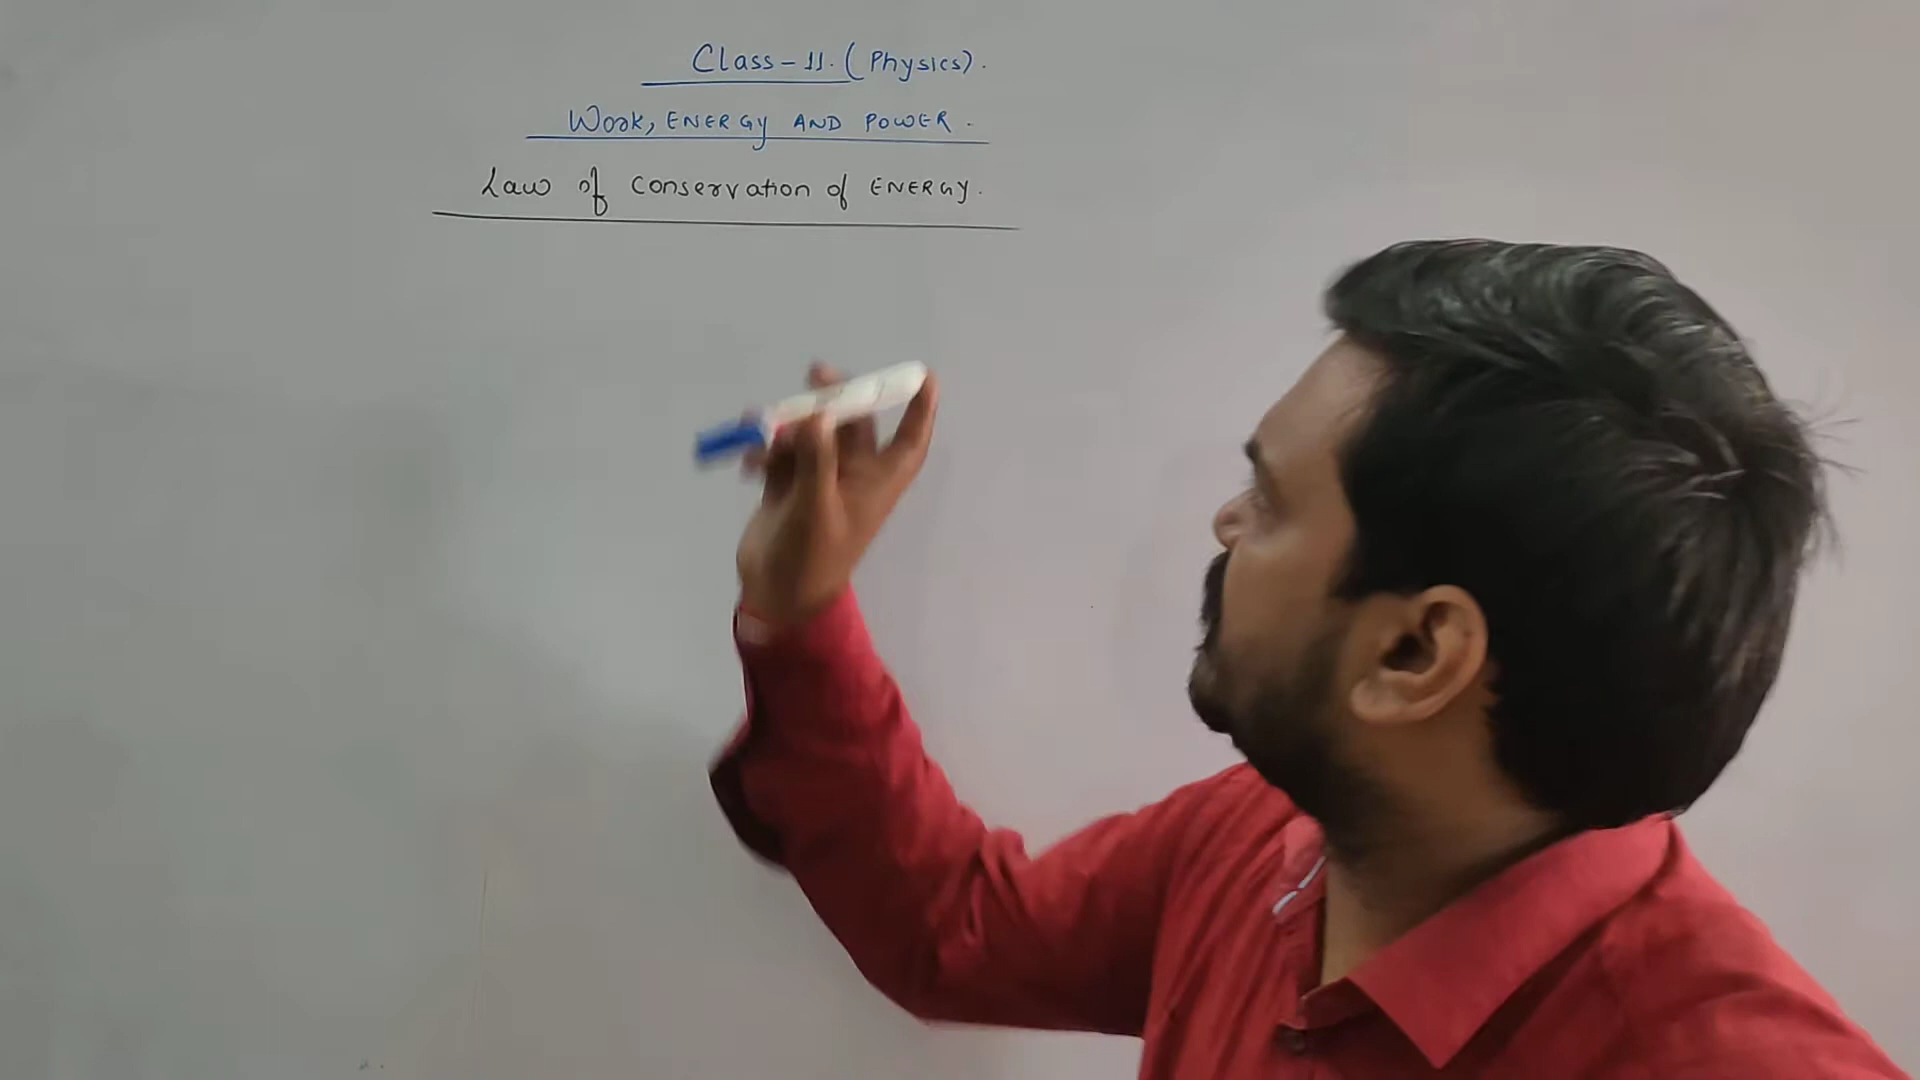 Class-11. (Physics).
Work, ENERGY AND POWER.
Law of conservation of ENERGY.